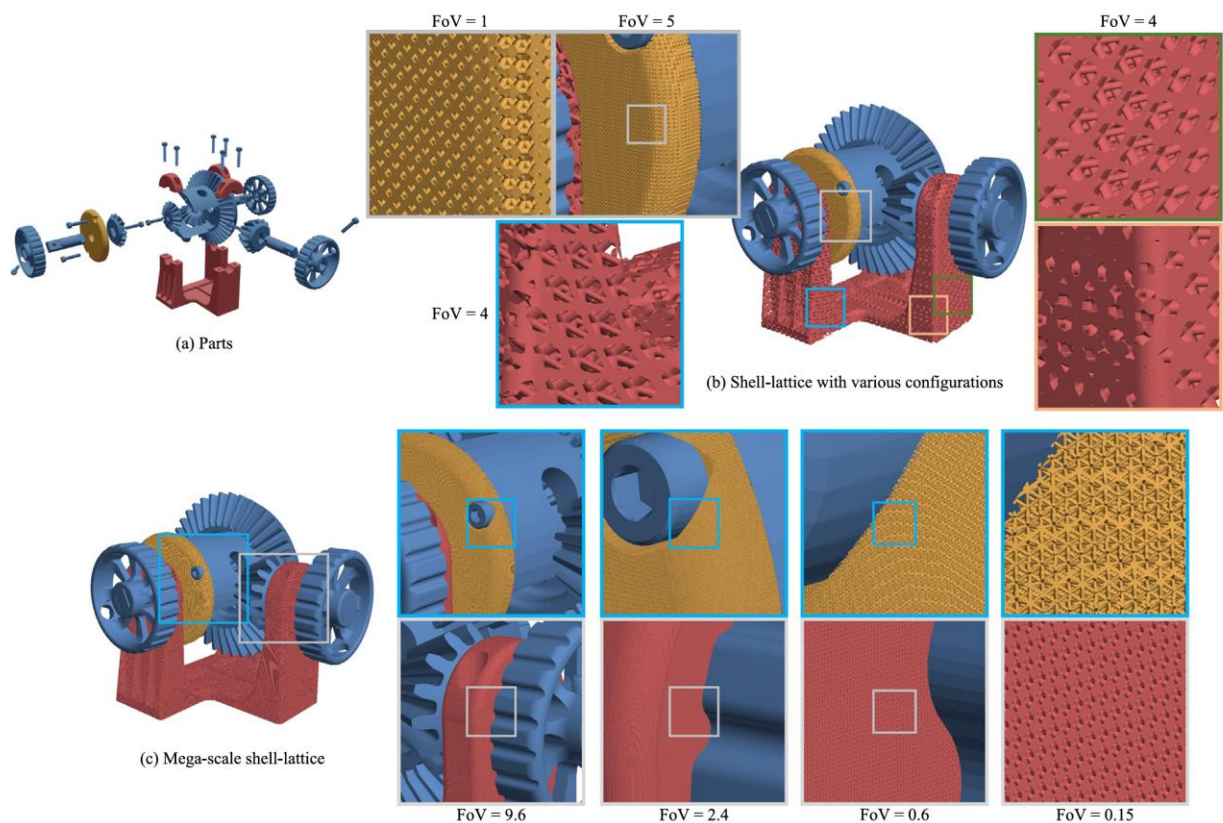 FoV = 1
FoV = 5
FoV = 4
FoV = 4
(a) Parts
(b) Shell-lattice with various configurations
(c) Mega-scale shell-lattice
FoV = 9.6
FoV = 2.4
FoV = 0.6
FoV = 0.15